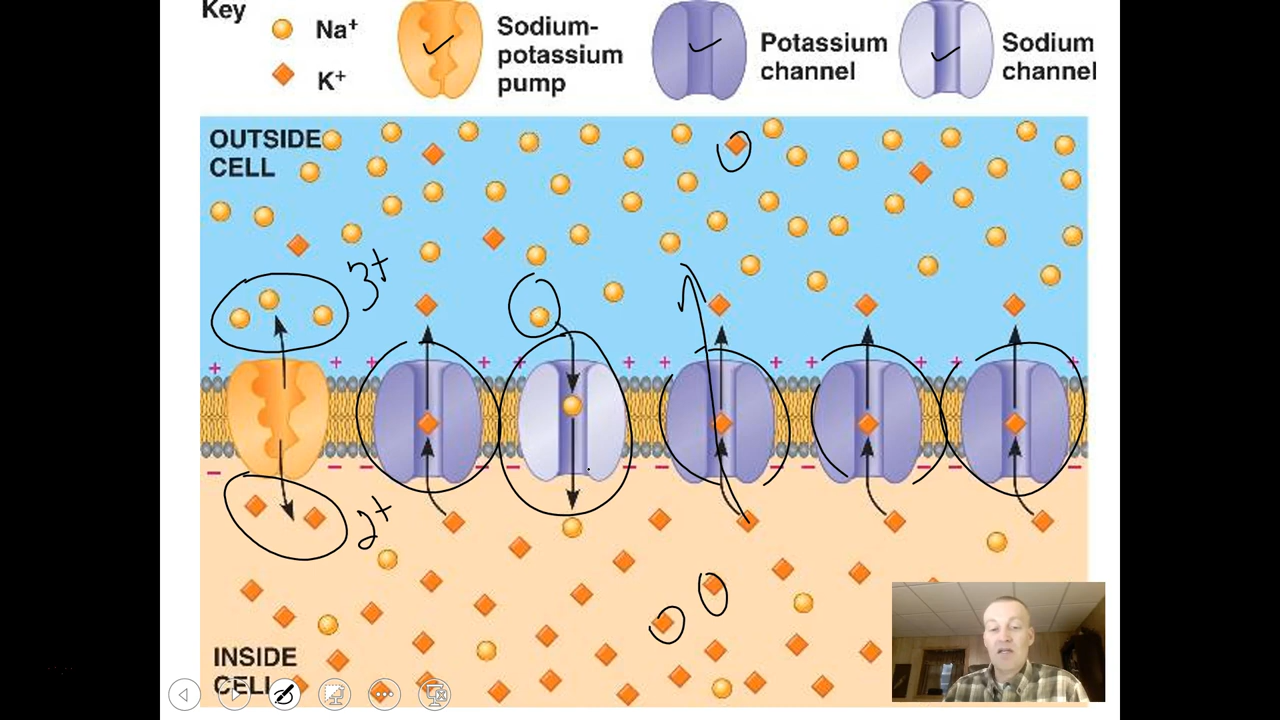 Key
Na+
K+
Sodium-
potassium
pump
Potassium
channel
Sodium
channel
OUTSIDE
CELL
3+
2+
INSIDE
CELL